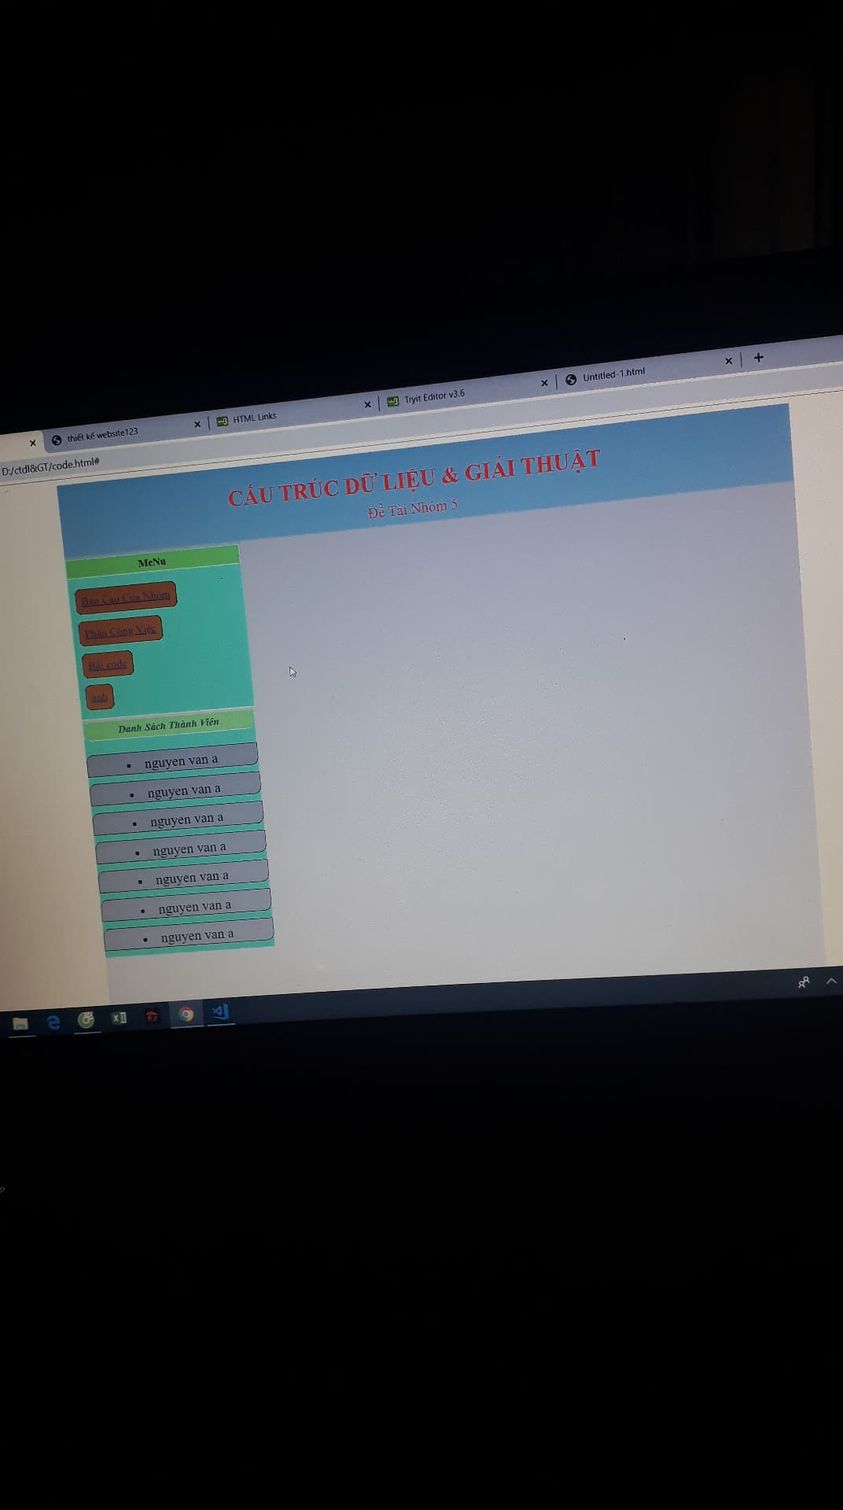 thiết kế website123
HTML Links
Tryit Editor v3.6
Untitled-1.html
D:/ctdl&GT/code.html#
CẤU TRÚC DỮ LIỆU & GIẢI THUẬT
Đề Tài Nhóm 5
MeNu
Báo Cáo Của Nhóm
Phân Công Việc
Bài code
ảnh
Danh Sách Thành Viên
nguyen van a
nguyen van a
nguyen van a
nguyen van a
nguyen van a
nguyen van a
nguyen van a